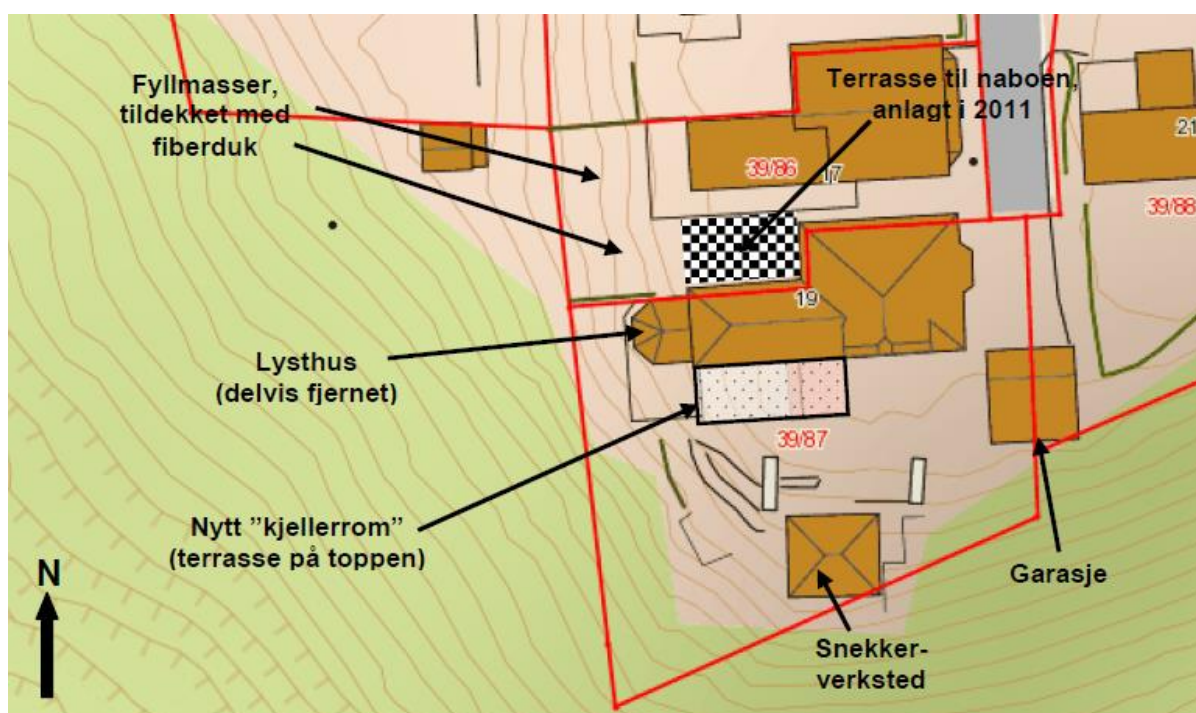 Fyllmasser,
tildekket med
fiberduk
Terrasse til naboen,
anlagt i 2011
21
39/86
17
39/88
19
Lysthus
(delvis fjernet)
39/87
Nytt ”kjellerrom”
(terrasse på toppen)
N
Garasje
Snekker-
verksted